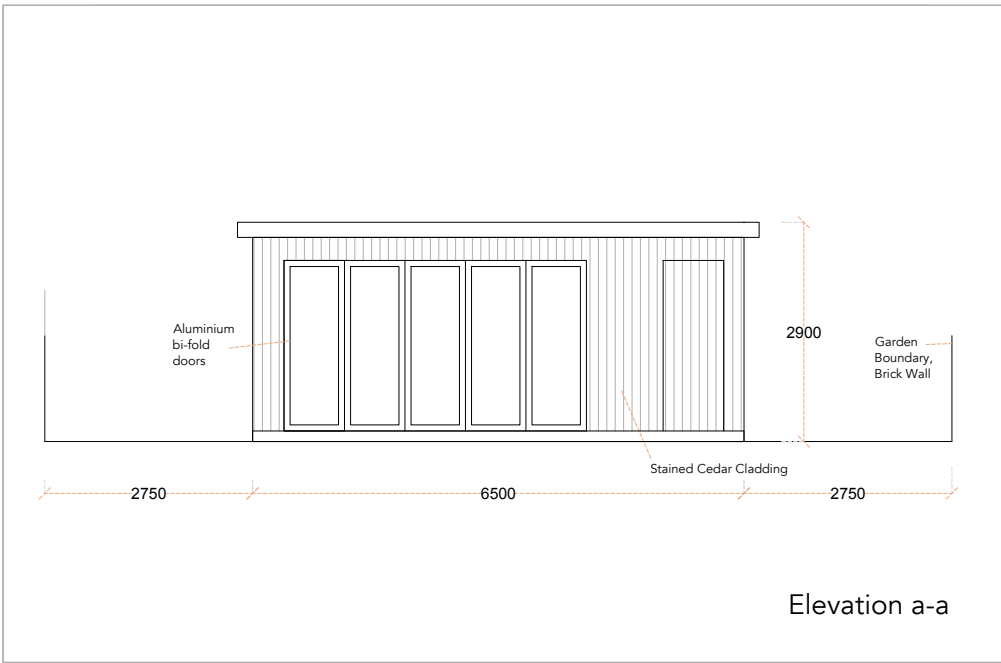 Aluminium
bi-fold
doors
2900
Garden
Boundary,
Brick Wall
Stained Cedar Cladding
2750
6500
2750
Elevation a-a